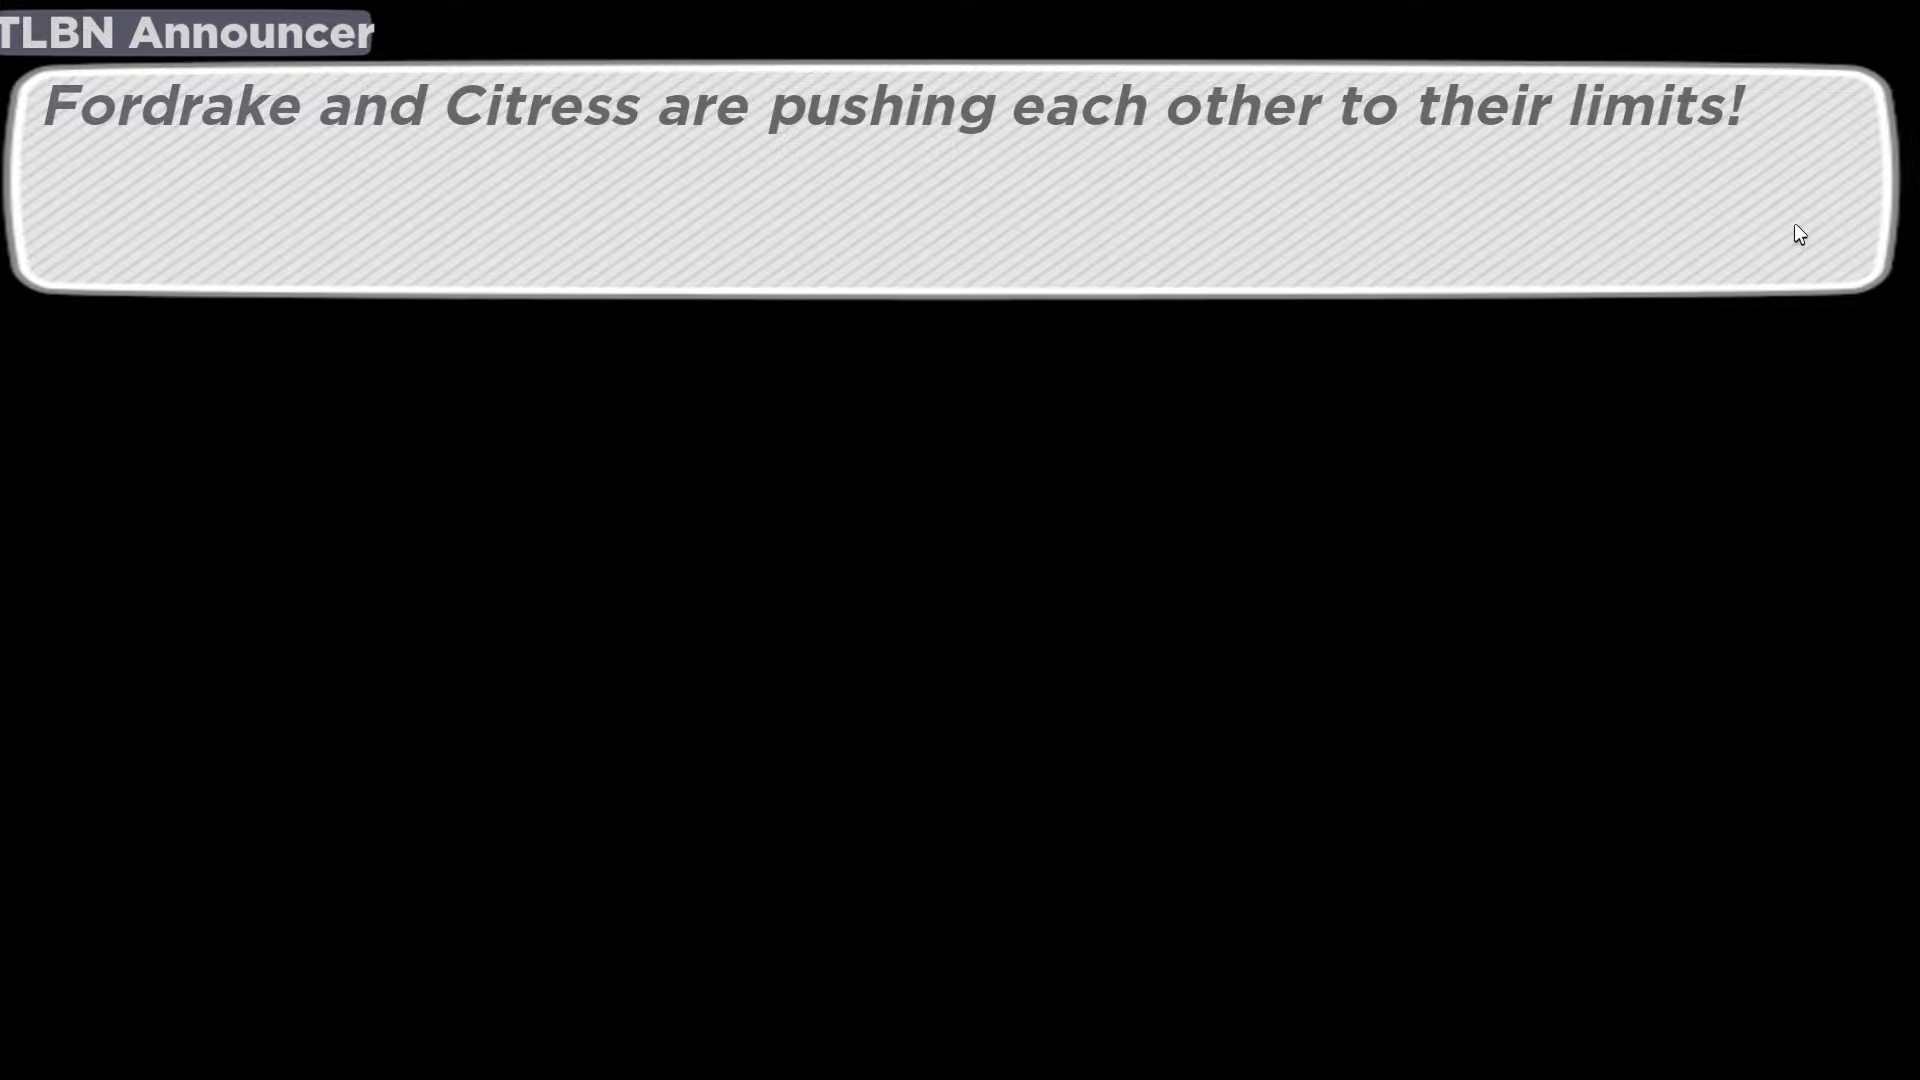 TLBN Announcer
Fordrake and Citress are pushing each other to their limits!